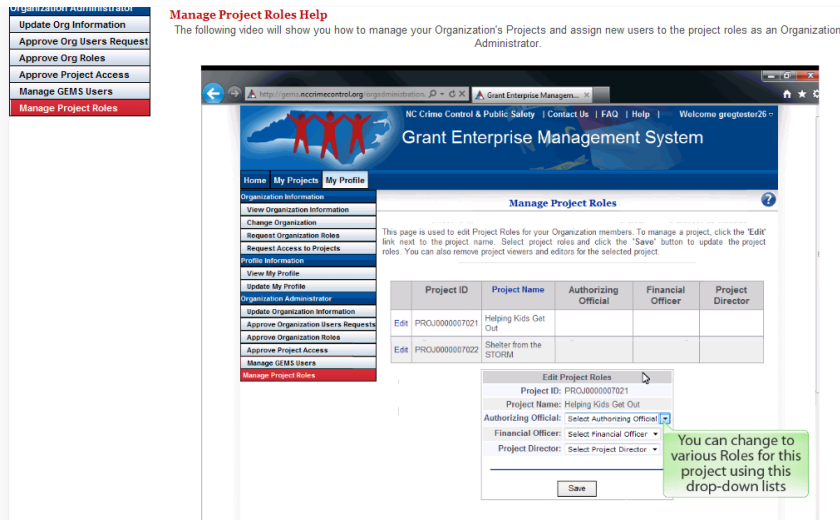 Organization Administrator
Update Org Information
Approve Org Users Request
Approve Org Roles
Approve Project Access
Manage GEMS Users
Manage Project Roles
Manage Project Roles Help
The following video will show you how to manage your Organization's Projects and assign new users to the project roles as an Organization
Administrator.
http://gems.nccrimecontrol.org/orgadministration.
Grant Enterprise Managem...
NC Crime Control & Public Safety | Contact Us | FAQ | Help | Welcome gregtester26
Grant Enterprise Management System
Home My Projects My Profile
Organization Information
View Organization Information
Change Organization
Request Organization Roles
Request Access to Projects
Profile Information
View My Profile
Update My Profile
Organization Administrator
Update Organization Information
Approve Organization Users Requests
Approve Organization Roles
Approve Project Access
Manage GEMS Users
Manage Project Roles
Manage Project Roles
?
This page is used to edit Project Roles for your Organization members. To manage a project, click the 'Edit'
link next to the project name. Select project roles and click the 'Save' button to update the project
roles. You can also remove project viewers and editors for the selected project.
Project ID Project Name Authorizing Official Financial Officer Project Director
Edit PROJ0000007021 Helping Kids Get Out
Edit PROJ0000007022 Shelter from the STORM
Edit Project Roles
Project ID: PROJ0000007021
Project Name: Helping Kids Get Out
Authorizing Official: Select Authorizing Official
Financial Officer: Select Financial Officer
Project Director: Select Project Director
Save
You can change to
various Roles for this
project using this
drop-down lists